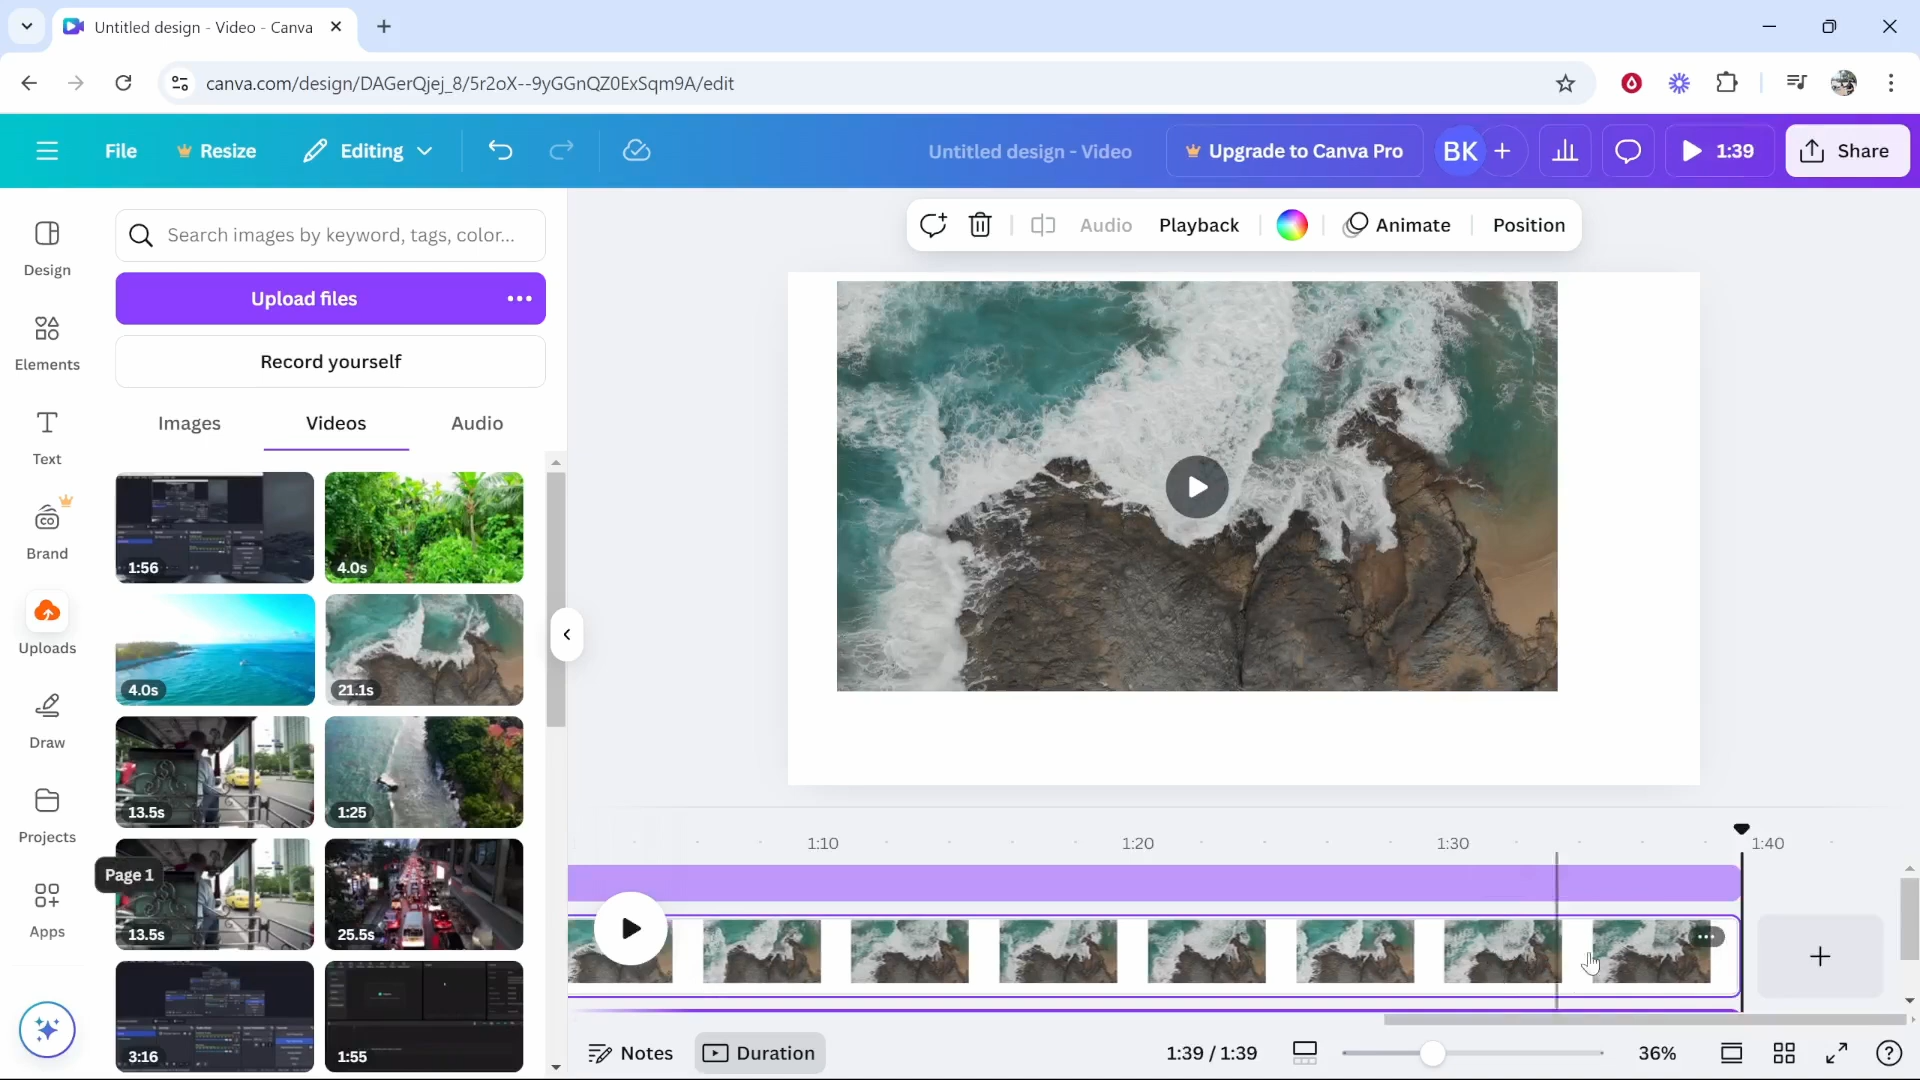 Untitled design - Video - Canva
canva.com/design/DAGerQjej_8/5r2oX--9yGGnQZ0ExSqm9A/edit
File
Resize
Editing
Untitled design - Video
Upgrade to Canva Pro
BK
1:39
Share
Design
Elements
Text
Brand
Uploads
Draw
Projects
Apps
Search images by keyword, tags, color...
Upload files
Record yourself
Images
Videos
Audio
1:56
4.0s
4.0s
21.1s
13.5s
1:25
Page 1
13.5s
25.5s
3:16
1:55
Audio
Playback
Animate
Position
1:10
1:20
1:30
1:40
Notes
Duration
1:39 / 1:39
36%